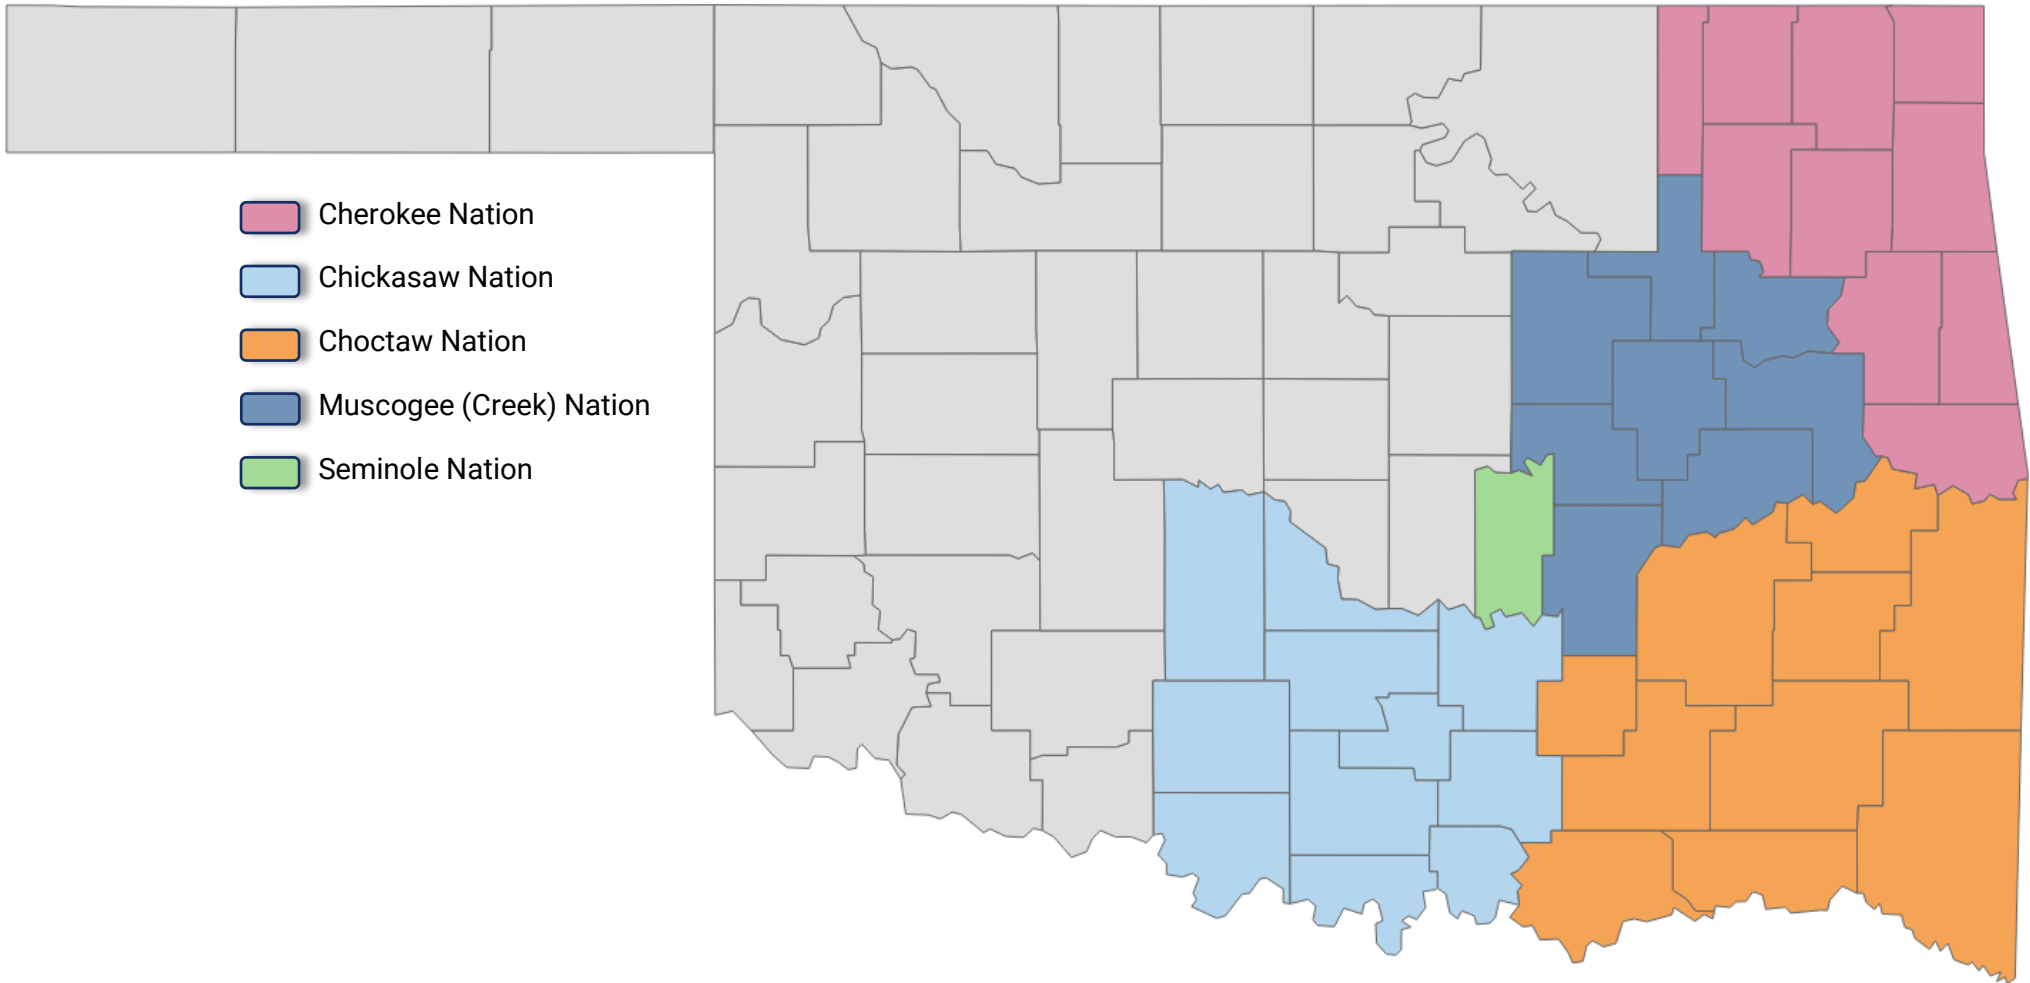 Cherokee Nation
Chickasaw Nation
Choctaw Nation
Muscogee (Creek) Nation
Seminole Nation